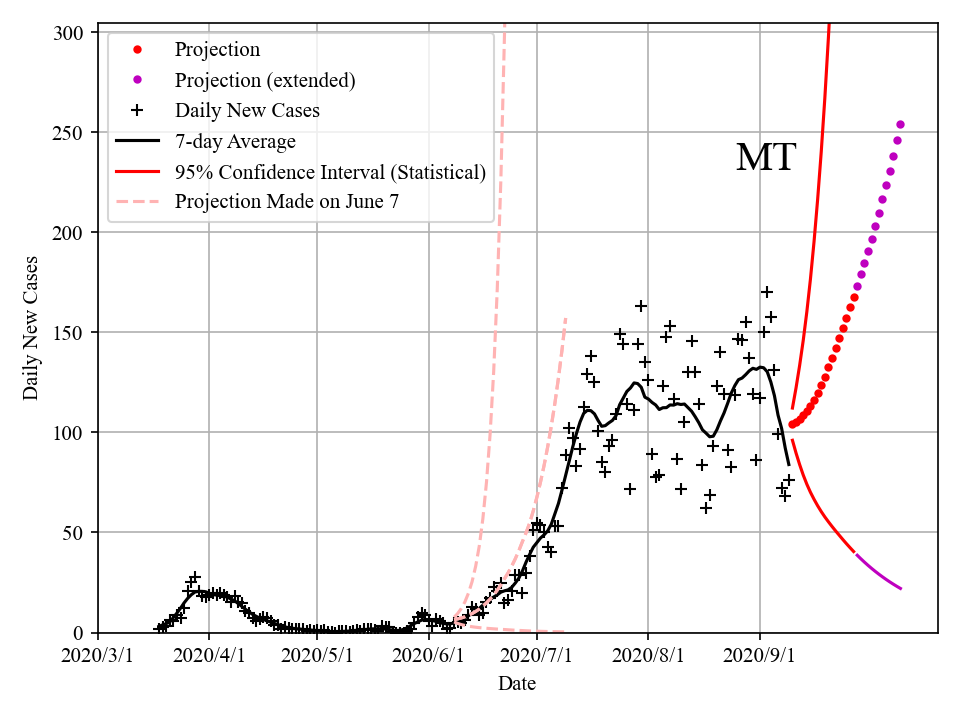 300
250
200
150
100
50
0
Daily New Cases
Projection
Projection (extended)
Daily New Cases
7-day Average
95% Confidence Interval (Statistical)
Projection Made on June 7
MT
2020/3/1 2020/4/1 2020/5/1 2020/6/1 2020/7/1 2020/8/1 2020/9/1
Date